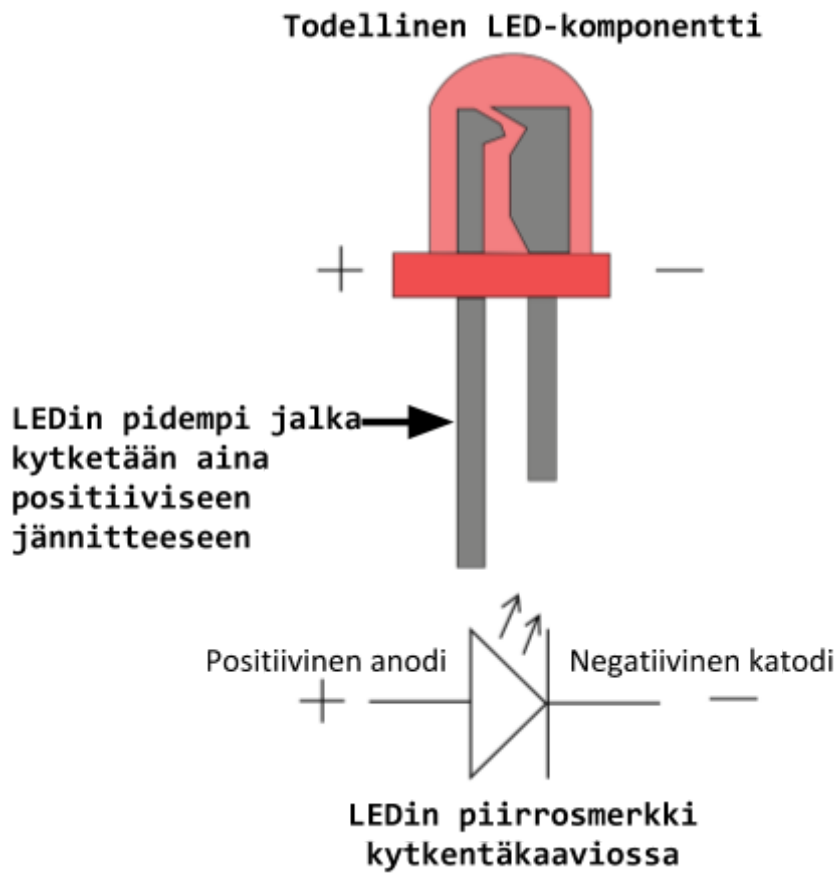 Todellinen LED-komponentti
+ −
LEDin pidempi jalka
kytketään aina
positiiviseen
jännitteeseen
Positiivinen anodi Negatiivinen katodi
+ −
LEDin piirrosmerkki
kytkentäkaaviossa